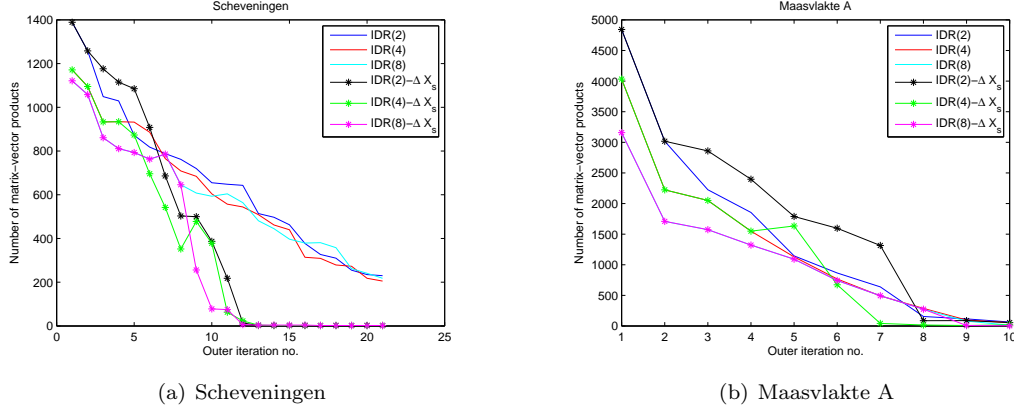 Scheveningen
Number of matrix−vector products
1400
1200
1000
800
600
400
200
0
0 5 10 15 20 25
Outer iteration no.
IDR(2)
IDR(4)
IDR(8)
IDR(2)−Δ X_s
IDR(4)−Δ X_s
IDR(8)−Δ X_s
(a) Scheveningen
Maasvlakte A
Number of matrix−vector products
5000
4500
4000
3500
3000
2500
2000
1500
1000
500
0
1 2 3 4 5 6 7 8 9 10
Outer iteration no.
IDR(2)
IDR(4)
IDR(8)
IDR(2)−Δ X_s
IDR(4)−Δ X_s
IDR(8)−Δ X_s
(b) Maasvlakte A